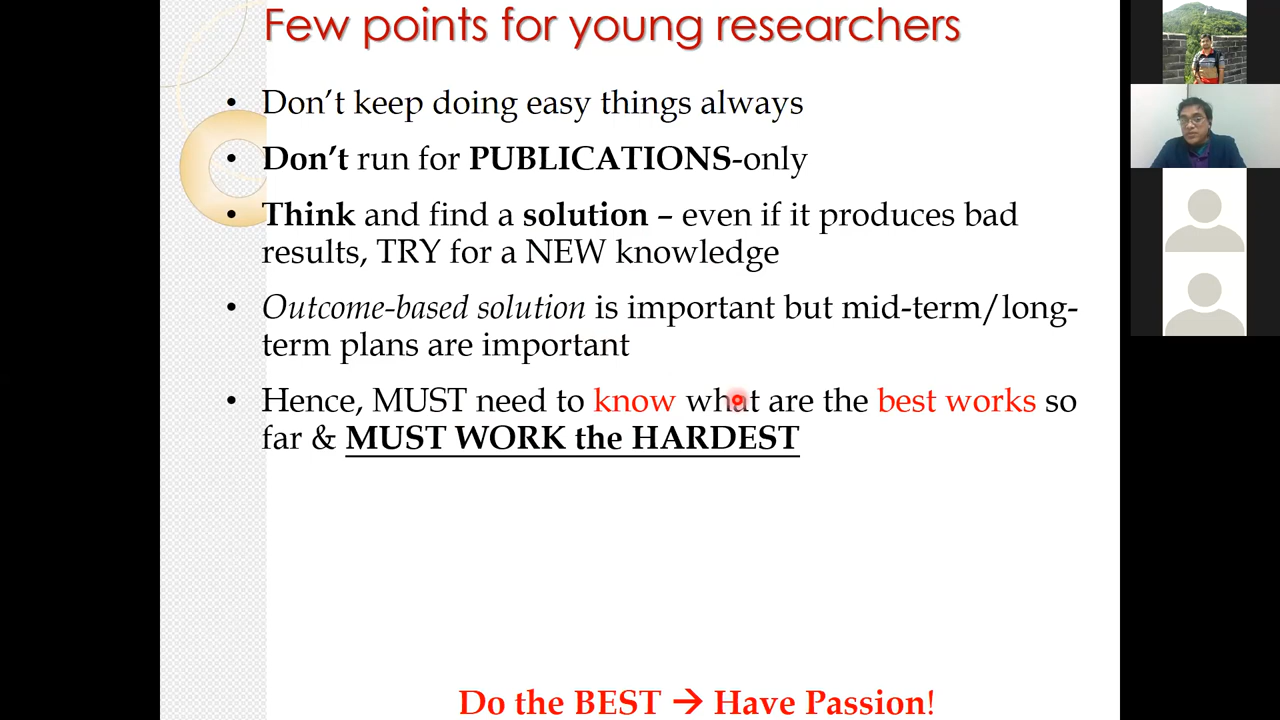 Few points for young researchers
• Don't keep doing easy things always
• Don't run for PUBLICATIONS-only
• Think and find a solution – even if it produces bad
results, TRY for a NEW knowledge
• Outcome-based solution is important but mid-term/long-
term plans are important
• Hence, MUST need to know what are the best works so
far & MUST WORK the HARDEST
Do the BEST → Have Passion!